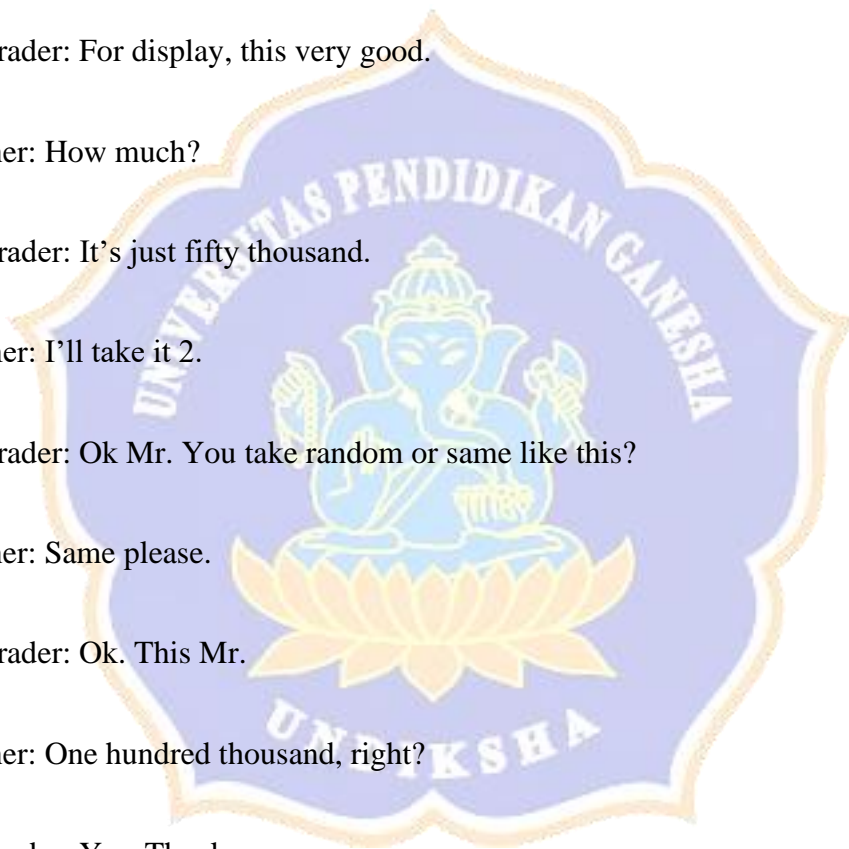 rader: For display, this very good.
ner: How much?
rader: It's just fifty thousand.
ner: I'll take it 2.
rader: Ok Mr. You take random or same like this?
ner: Same please.
rader: Ok. This Mr.
ner: One hundred thousand, right?
UNIVERSITAS PENDIDIKAN GANESHA
UNDIKSHA